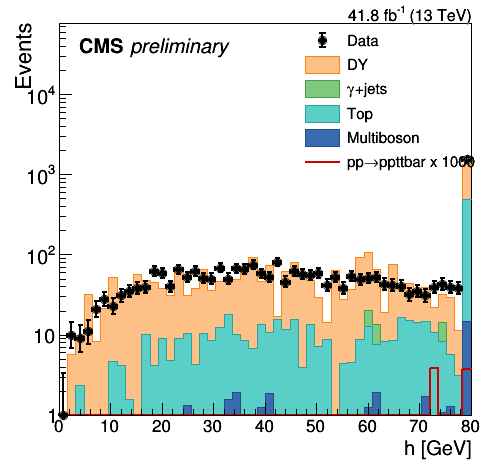 41.8 fb⁻¹ (13 TeV)
CMS preliminary
Data
DY
γ+jets
Top
Multiboson
pp→ppttbar x 1000
Events
10⁴
10³
10²
10
1
0 10 20 30 40 50 60 70 80
h [GeV]